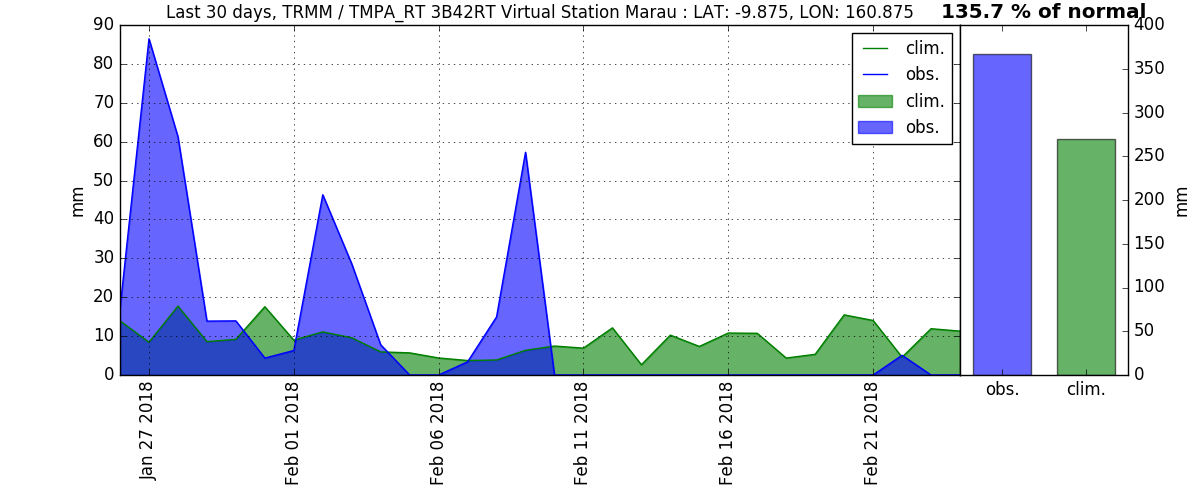 Last 30 days, TRMM / TMPA_RT 3B42RT Virtual Station Marau : LAT: -9.875, LON: 160.875
135.7 % of normal
90
80
70
60
50
40
30
20
10
0
mm
clim.
obs.
clim.
obs.
400
350
300
250
200
150
100
50
0
mm
obs.
clim.
Jan 27 2018
Feb 01 2018
Feb 06 2018
Feb 11 2018
Feb 16 2018
Feb 21 2018